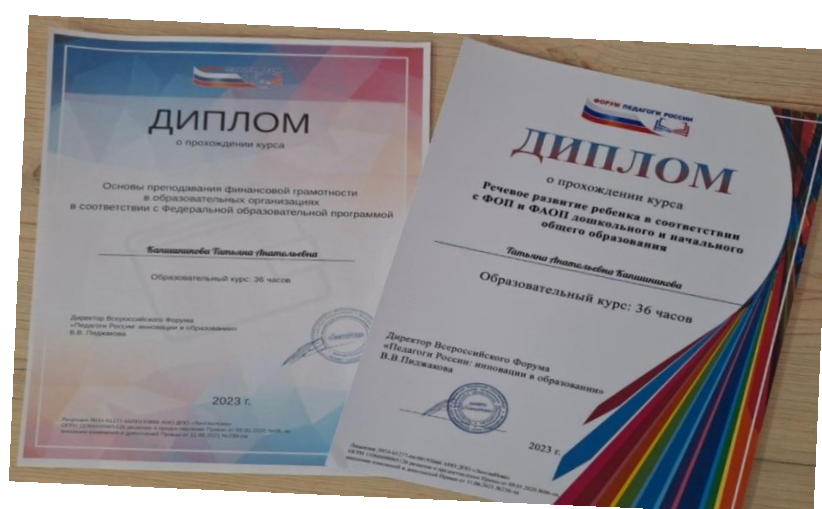 ДИПЛОМ
о прохождении курса
Основы преподавания финансовой грамотности
в образовательных организациях
в соответствии с Федеральной образовательной программой
Капишникова Татьяна Анатольевна
Образовательный курс: 36 часов
Директор Всероссийского Форума
«Педагоги России: инновации в образовании»
В.В. Пиджакова
2023 г.
ФОРУМ ПЕДАГОГИ РОССИИ
ДИПЛОМ
о прохождении курса
Речевое развитие ребенка в соответствии
с ФОП и ФАОП дошкольного и начального
общего образования
Татьяна Анатольевна Капишникова
Образовательный курс: 36 часов
Директор Всероссийского Форума
«Педагоги России: инновации в образовании»
В.В.Пиджакова
2023 г.